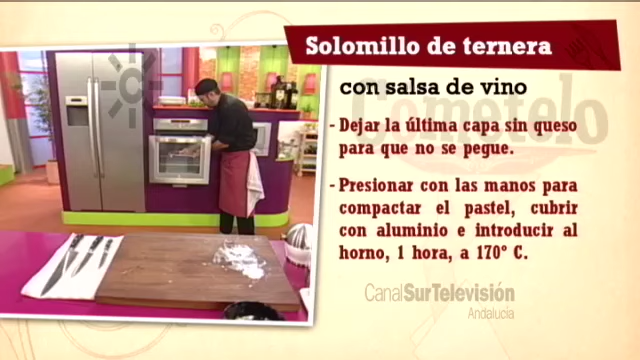 Solomillo de ternera
con salsa de vino
Cómetelo
- Dejar la última capa sin queso
para que no se pegue.
- Presionar con las manos para
compactar el pastel, cubrir
con aluminio e introducir al
horno, 1 hora, a 170º C.
CanalSurTelevisión
Andalucía